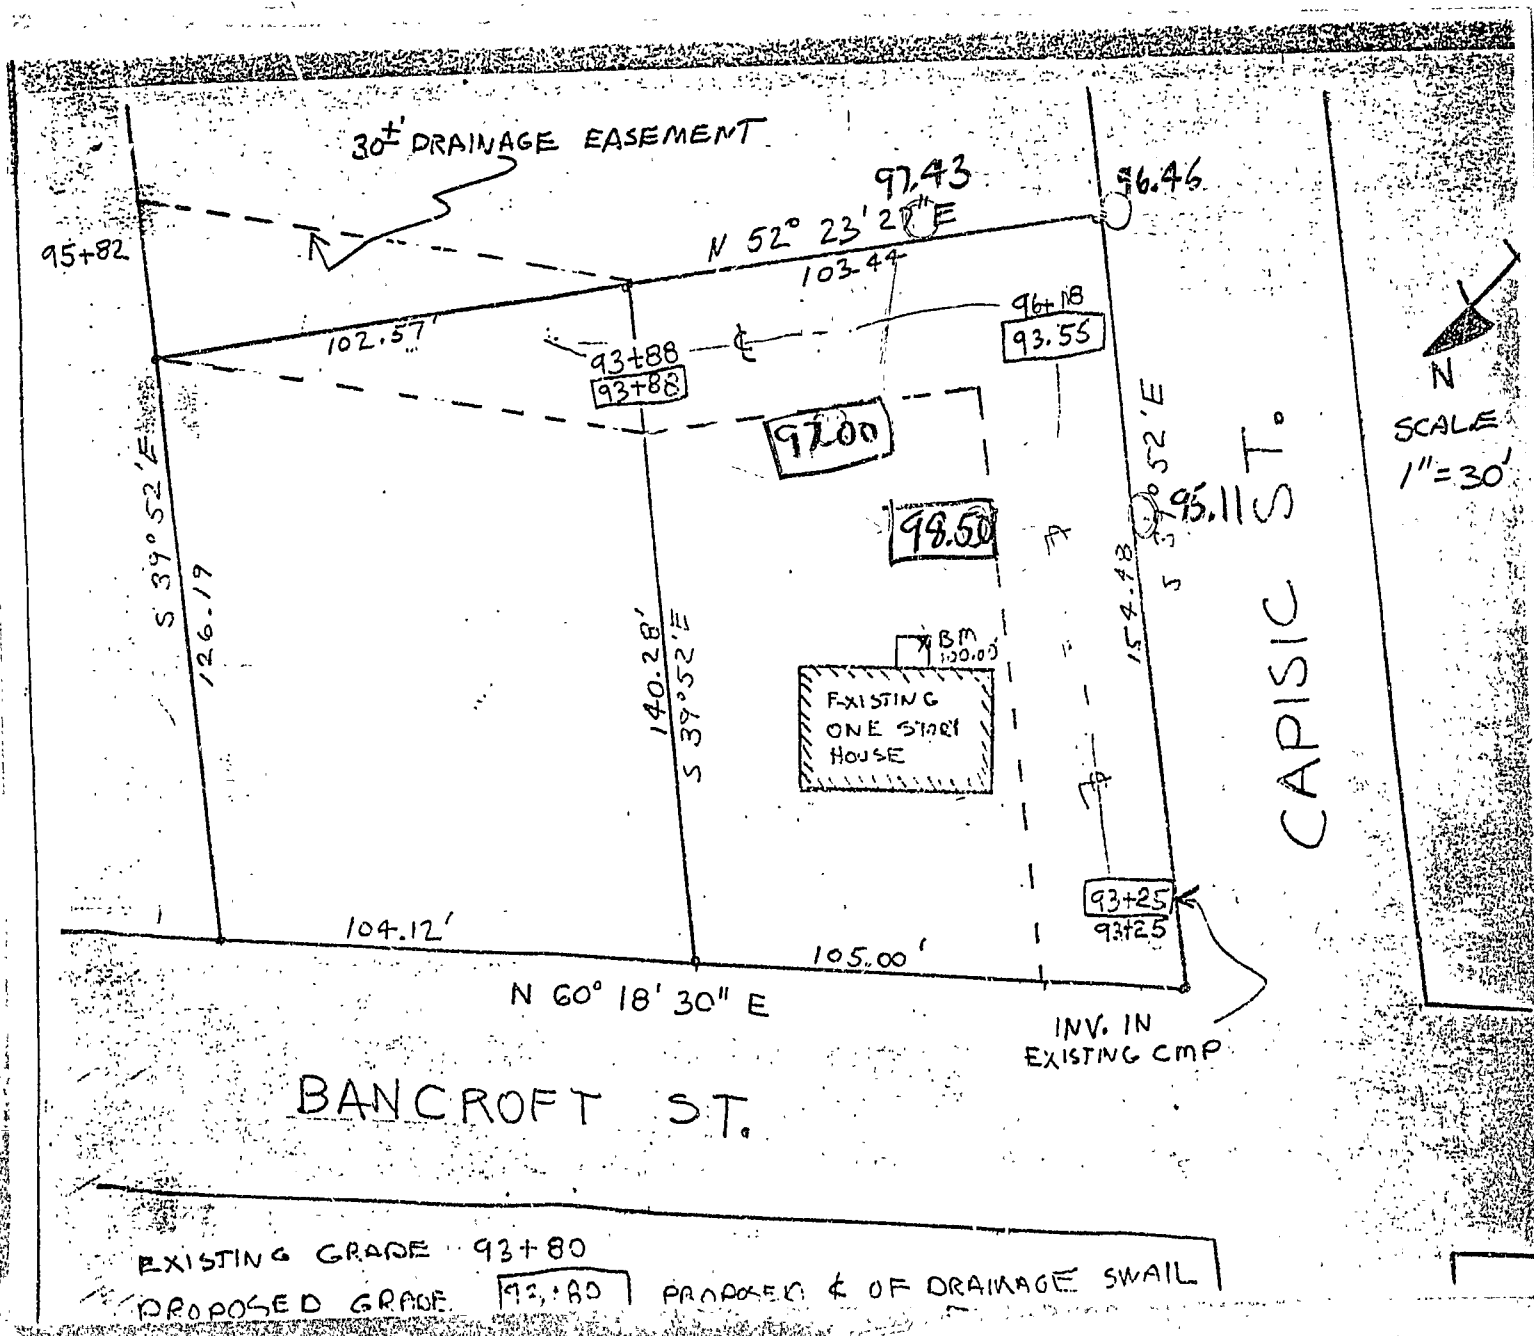 30±' DRAINAGE EASEMENT
97.43
6.46
95+82
N 52° 23' 2 " E
103.44
102.57'
96+18
93.55
℄
93+88
93+88
N
SCALE
1"=30'
97.00
98.50
95.11
S 39°52'E
126.19
140.28'
S 39°52'E
154.48
52'E
CAPISIC ST.
BM
100.00
EXISTING
ONE STORY
HOUSE
93+25
93+25
104.12'
105.00'
N 60° 18' 30" E
INV. IN
EXISTING CMP
BANCROFT ST.
EXISTING GRADE 93+80
PROPOSED GRADE PROPOSED ℄ OF DRAINAGE SWAIL